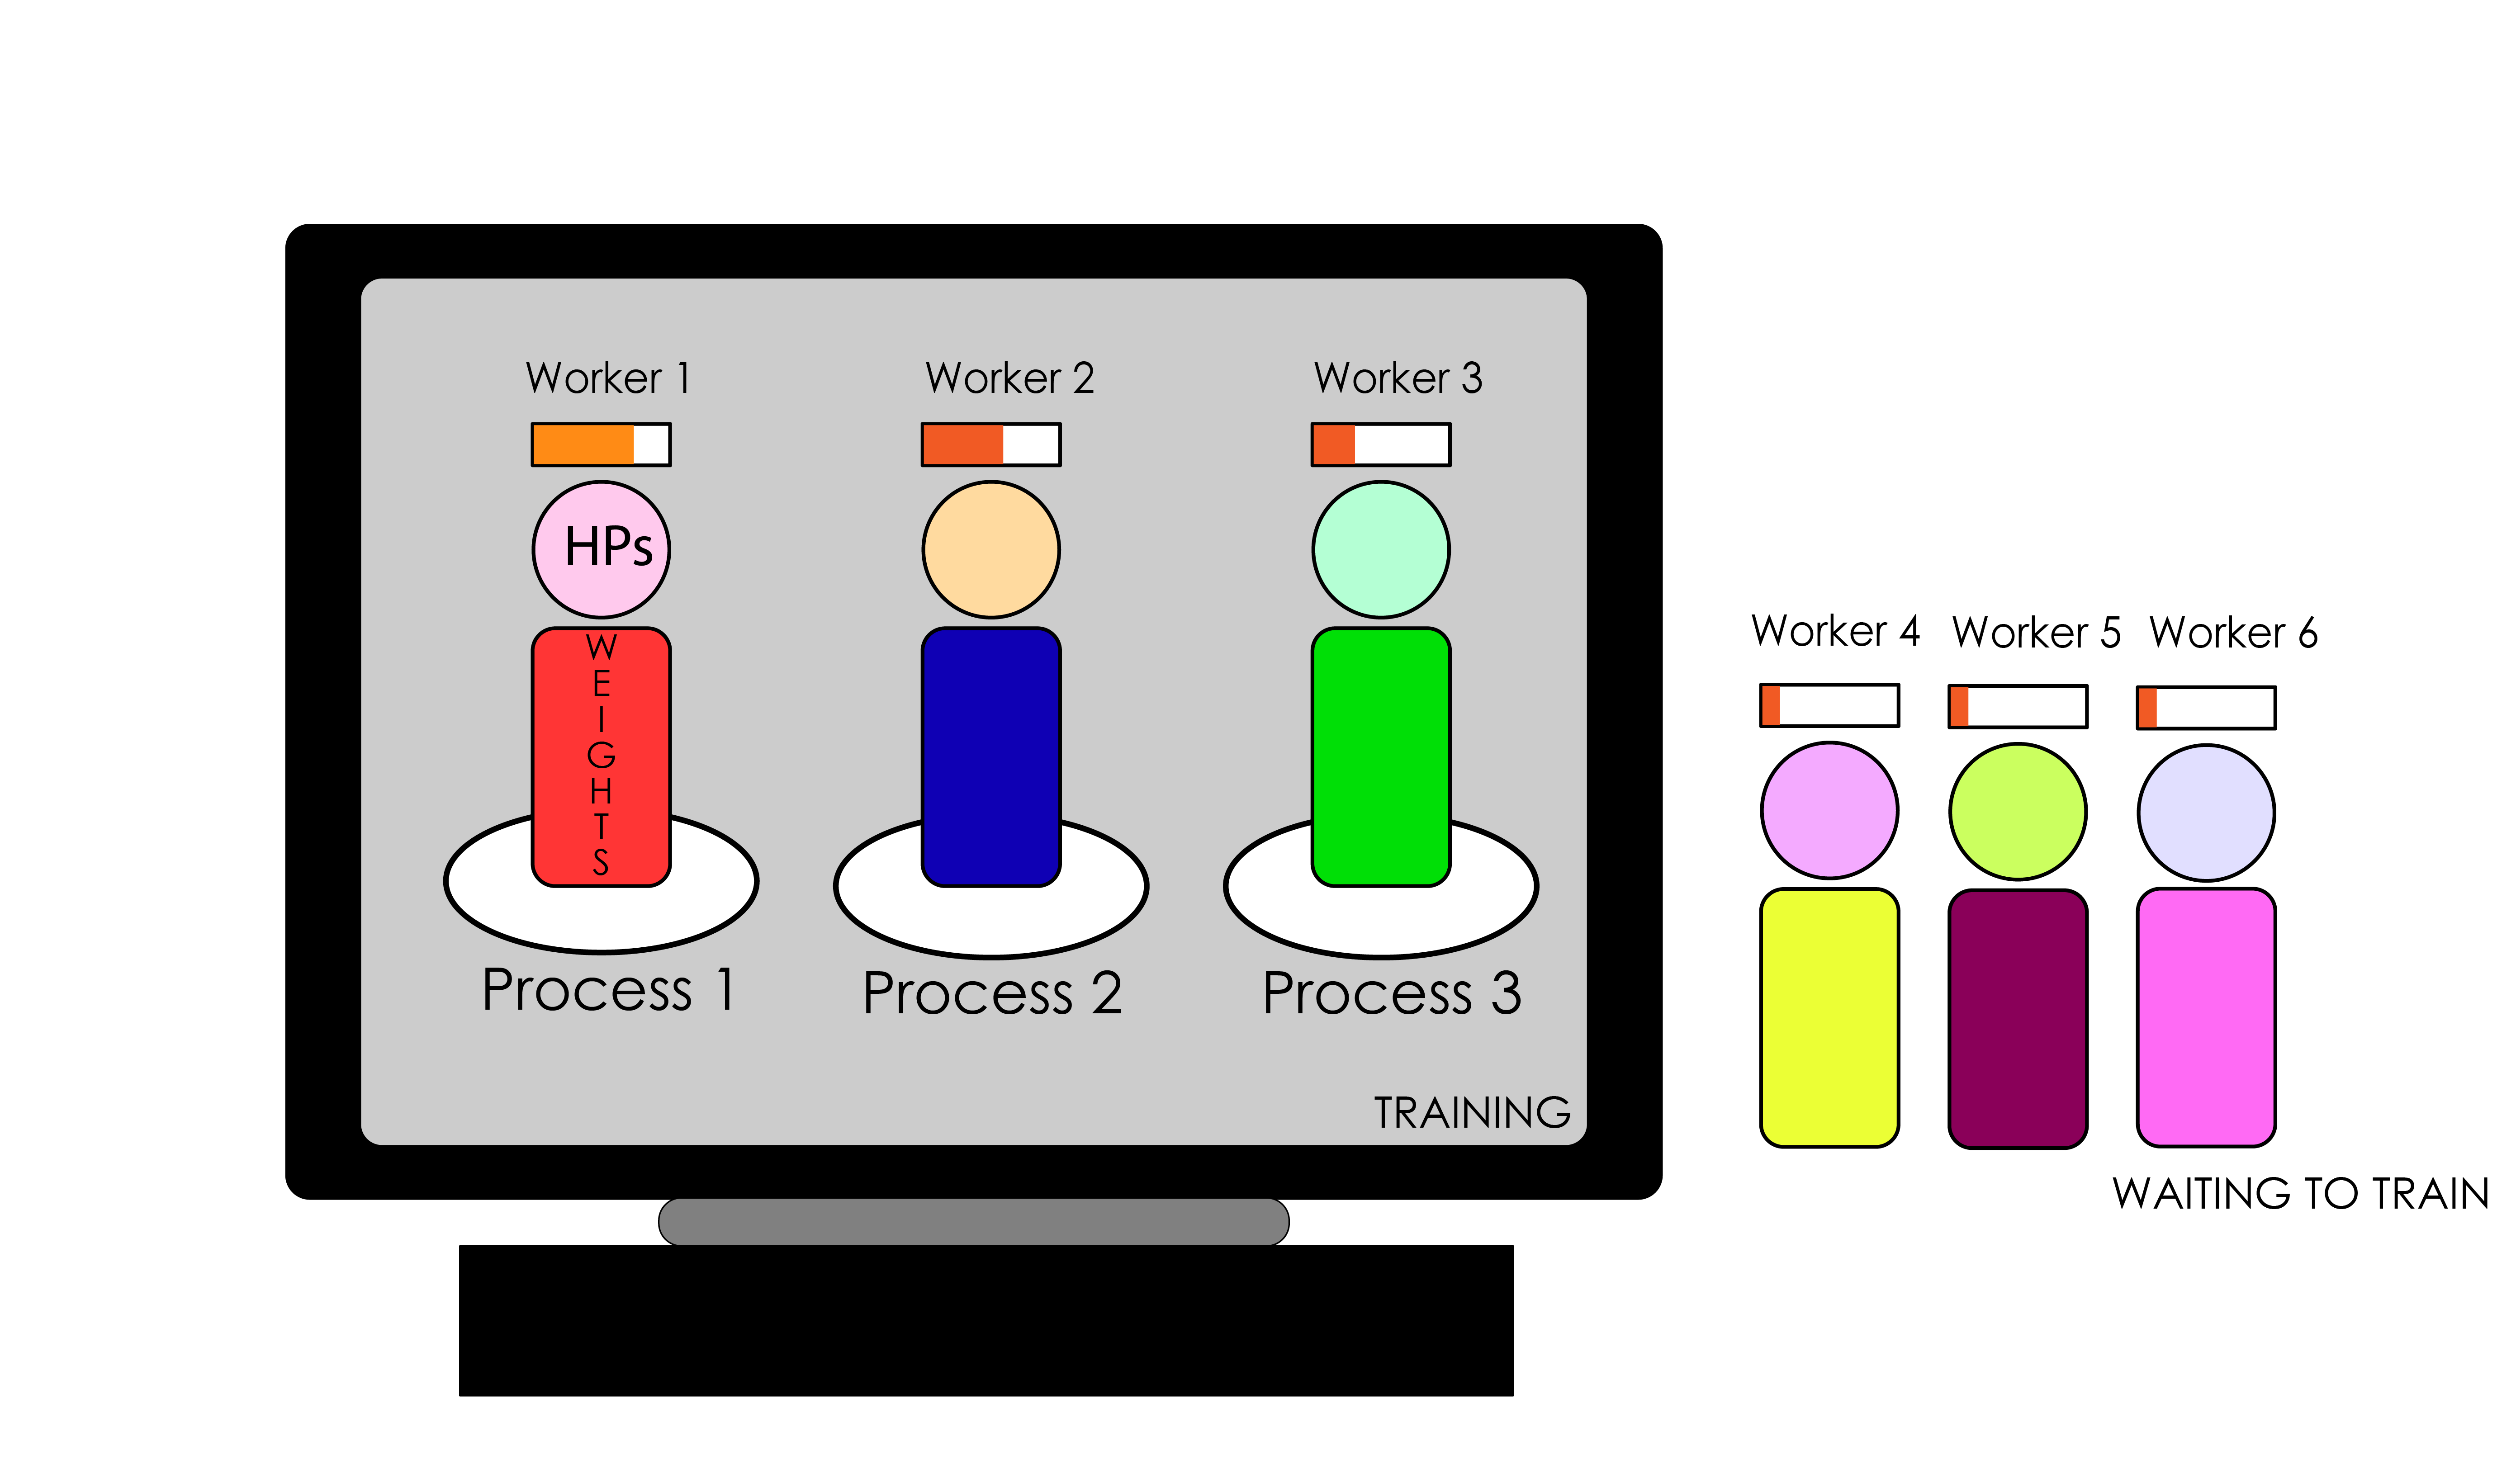 Worker 1
Worker 2
Worker 3
HPs
WEIGHTS
Process 1
Process 2
Process 3
TRAINING
Worker 4
Worker 5
Worker 6
WAITING TO TRAIN